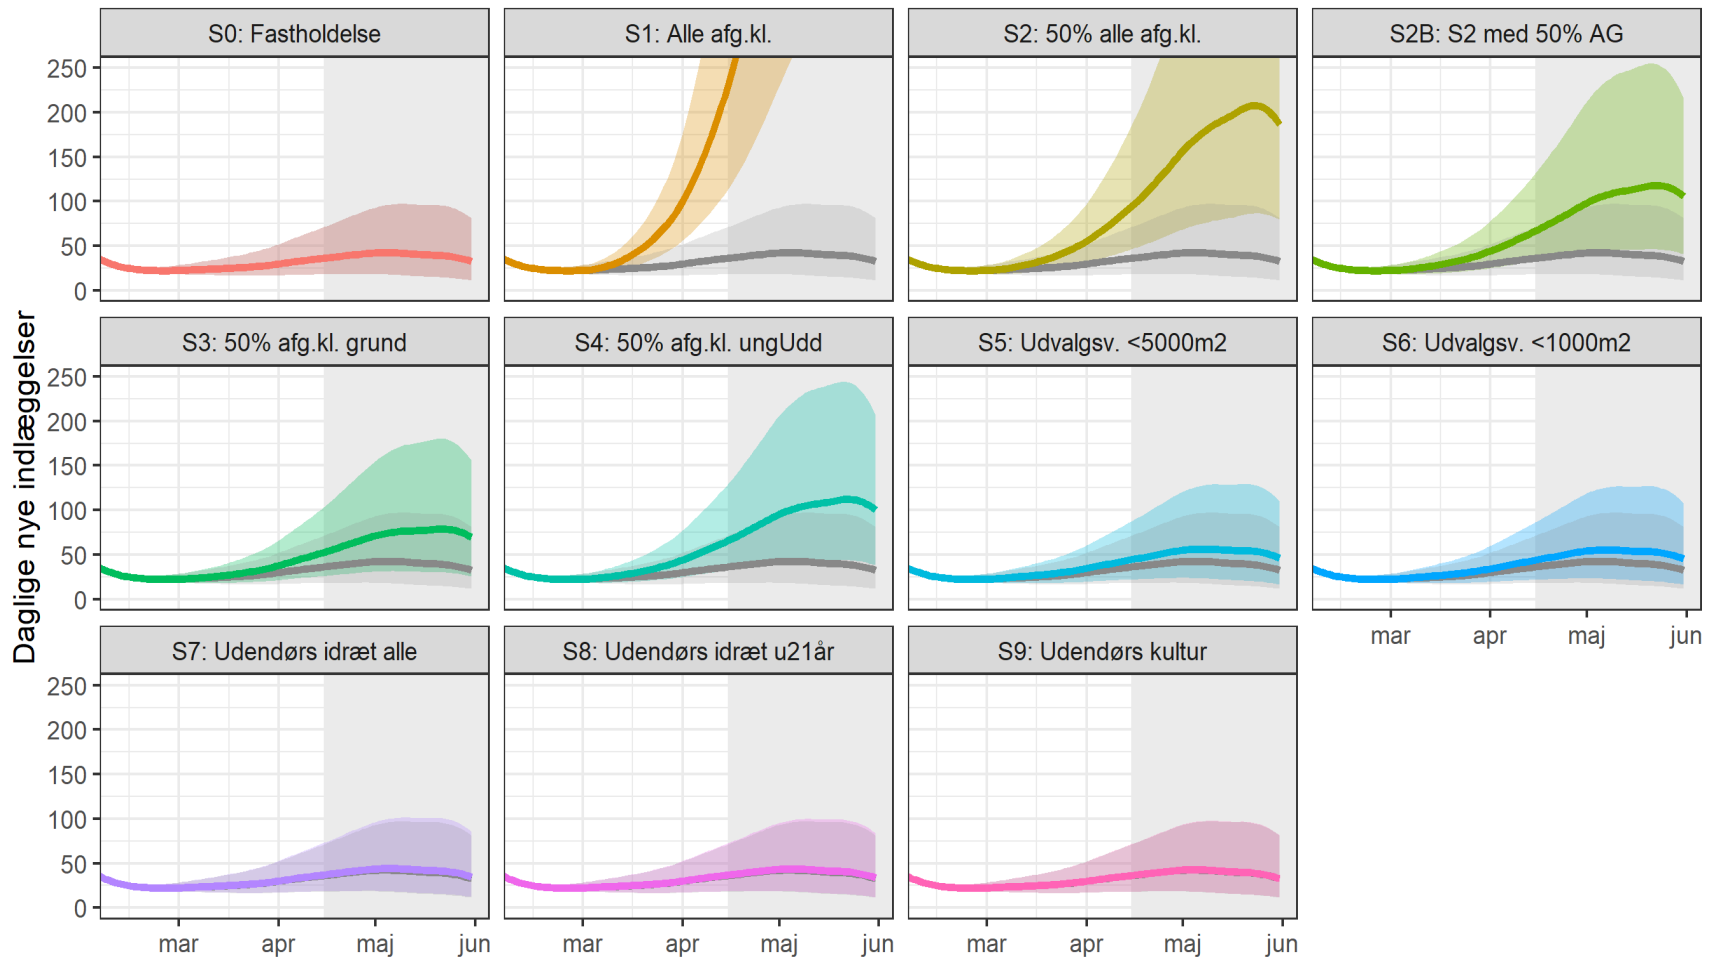 S0: Fastholdelse
S1: Alle afg.kl.
S2: 50% alle afg.kl.
S2B: S2 med 50% AG
250
200
150
100
50
0
S3: 50% afg.kl. grund
S4: 50% afg.kl. ungUdd
S5: Udvalgsv. <5000m2
S6: Udvalgsv. <1000m2
Daglige nye indlæggelser
250
200
150
100
50
0
mar apr maj jun
S7: Udendørs idræt alle
S8: Udendørs idræt u21år
S9: Udendørs kultur
250
200
150
100
50
0
mar apr maj jun
mar apr maj jun
mar apr maj jun